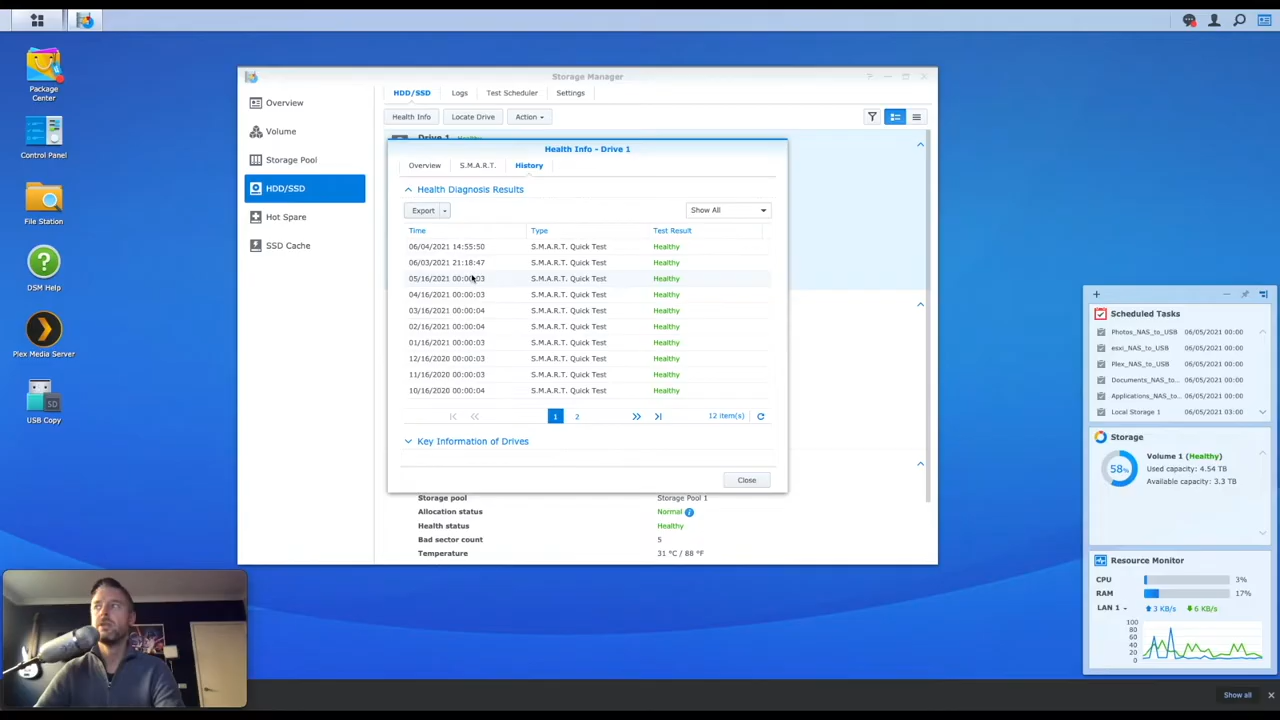 Package
Center
Control Panel
File Station
DSM Help
Plex Media Server
SD
USB Copy
Storage Manager
Overview
Volume
Storage Pool
HDD/SSD
Hot Spare
SSD Cache
HDD/SSD Logs Test Scheduler Settings
Health Info Locate Drive Action
Drive 1 Healthy
Health Info - Drive 1
Overview S.M.A.R.T. History
Health Diagnosis Results
Export Show All
Time Type Test Result
06/04/2021 14:55:50 S.M.A.R.T. Quick Test Healthy
06/03/2021 21:18:47 S.M.A.R.T. Quick Test Healthy
05/16/2021 00:00:03 S.M.A.R.T. Quick Test Healthy
04/16/2021 00:00:03 S.M.A.R.T. Quick Test Healthy
03/16/2021 00:00:04 S.M.A.R.T. Quick Test Healthy
02/16/2021 00:00:04 S.M.A.R.T. Quick Test Healthy
01/16/2021 00:00:03 S.M.A.R.T. Quick Test Healthy
12/16/2020 00:00:03 S.M.A.R.T. Quick Test Healthy
11/16/2020 00:00:03 S.M.A.R.T. Quick Test Healthy
10/16/2020 00:00:04 S.M.A.R.T. Quick Test Healthy
1 2 12 item(s)
Key Information of Drives
Close
Storage pool Storage Pool 1
Allocation status Normal
Health status Healthy
Bad sector count 5
Temperature 31 °C / 88 °F
Scheduled Tasks
Photos_NAS_to_USB 06/05/2021 00:00
esxi_NAS_to_USB 06/05/2021 00:00
Plex_NAS_to_USB 06/05/2021 00:00
Documents_NAS_to... 06/05/2021 00:00
Applications_NAS_to... 06/05/2021 00:00
Local Storage 1 06/05/2021 00:00
Storage
58%
Volume 1 (Healthy)
Used capacity: 4.54 TB
Available capacity: 3.3 TB
Resource Monitor
CPU 3%
RAM 17%
LAN 1 3 KB/s 6 KB/s
100
80
60
40
20
0
Show all